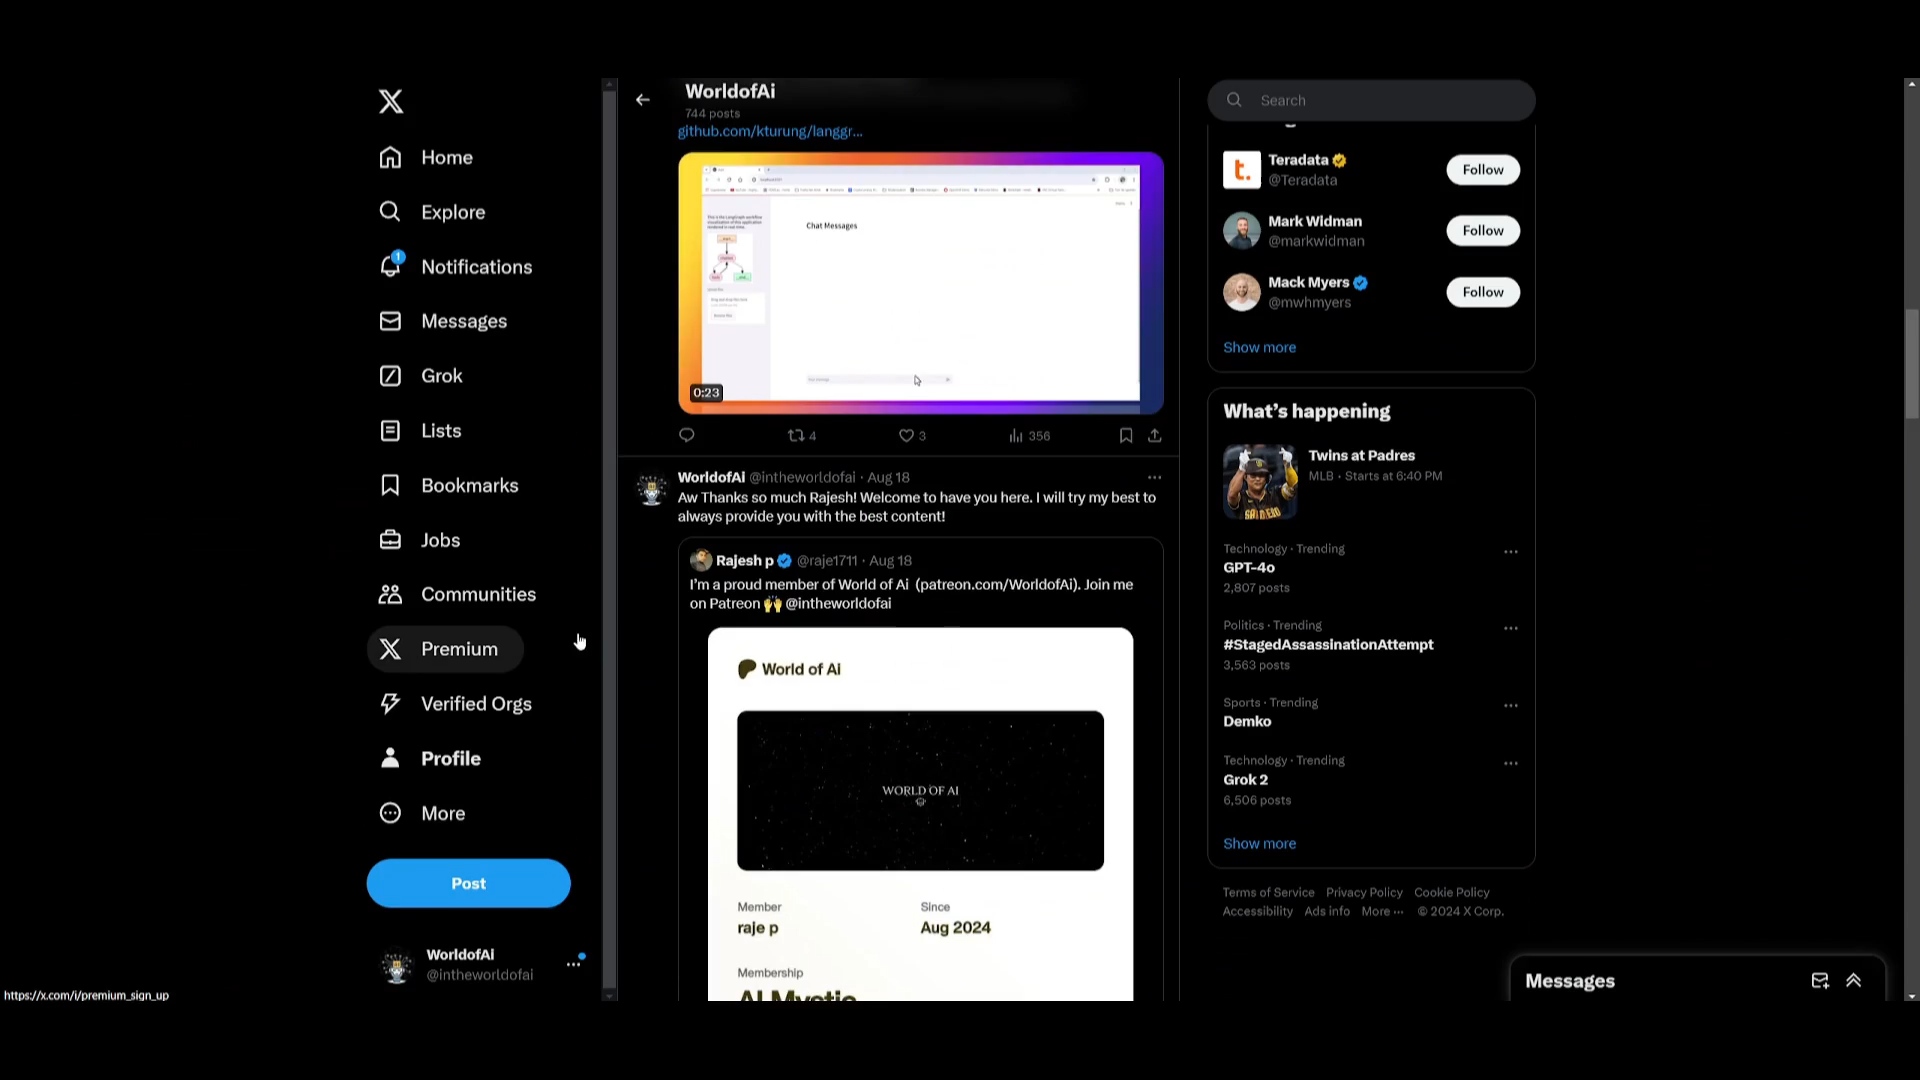 Home
Explore
1
Notifications
Messages
Grok
Lists
Bookmarks
Jobs
Communities
Premium
Verified Orgs
Profile
More
Post
WorldofAI
@intheworldofai
https://x.com/i/premium_sign_up
WorldofAi
744 posts
github.com/kturung/langgr...
Chat Messages
0:23
4
3
356
WorldofAI @intheworldofai · Aug 18
Aw Thanks so much Rajesh! Welcome to have you here. I will try my best to
always provide you with the best content!
Rajesh p @raje1711 · Aug 18
I'm a proud member of World of Ai (patreon.com/WorldofAi). Join me
on Patreon 🙌 @intheworldofai
World of Ai
WORLD OF AI
Member
Since
raje p
Aug 2024
Membership
AI Mystic
Search
t.
Teradata
@Teradata
Follow
Mark Widman
@markwidman
Follow
Mack Myers
@mwhmyers
Follow
Show more
What's happening
Twins at Padres
MLB · Starts at 6:40 PM
Technology · Trending
GPT-4o
2,807 posts
Politics · Trending
#StagedAssassinationAttempt
3,563 posts
Sports · Trending
Demko
Technology · Trending
Grok 2
6,506 posts
Show more
Terms of Service Privacy Policy Cookie Policy
Accessibility Ads info More ··· © 2024 X Corp.
Messages